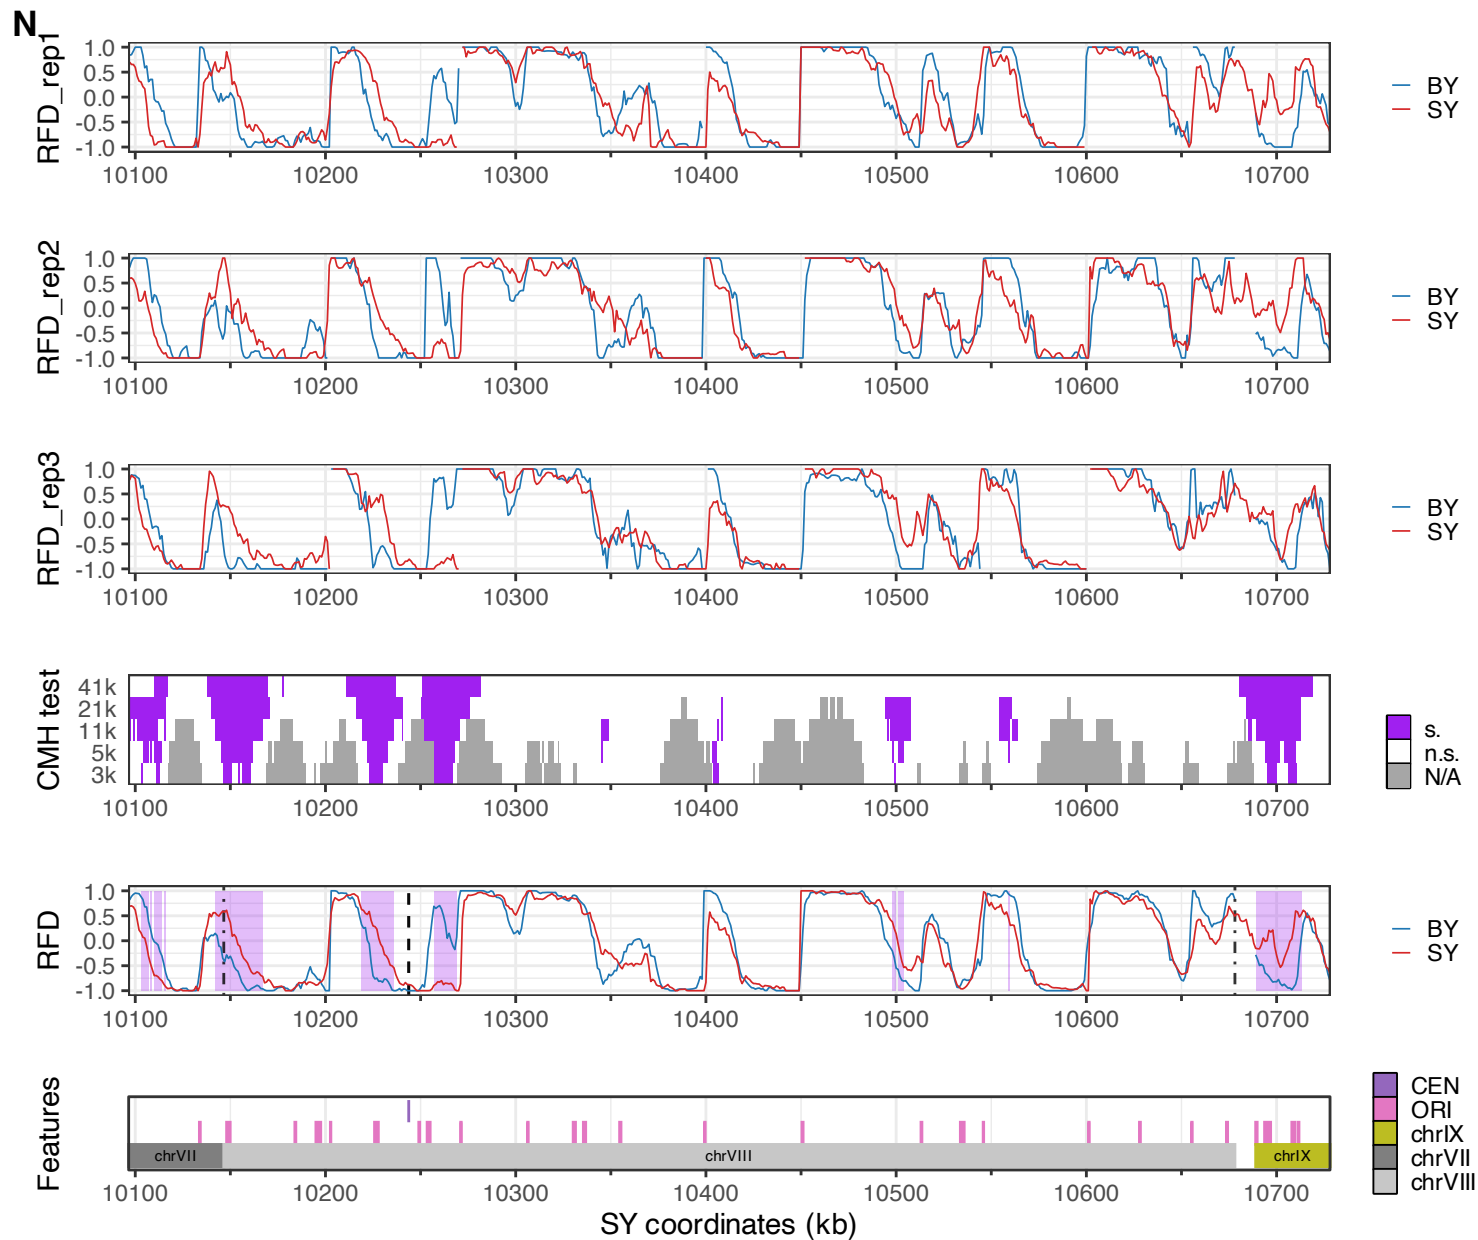 N
RFD_rep1
1.0
0.5
0.0
-0.5
-1.0
10100 10200 10300 10400 10500 10600 10700
BY
SY
RFD_rep2
1.0
0.5
0.0
-0.5
-1.0
10100 10200 10300 10400 10500 10600 10700
BY
SY
RFD_rep3
1.0
0.5
0.0
-0.5
-1.0
10100 10200 10300 10400 10500 10600 10700
BY
SY
CMH test
41k
21k
11k
5k
3k
10100 10200 10300 10400 10500 10600 10700
s.
n.s.
N/A
RFD
1.0
0.5
0.0
-0.5
-1.0
10100 10200 10300 10400 10500 10600 10700
BY
SY
Features
chrVII chrVIII chrIX
10100 10200 10300 10400 10500 10600 10700
SY coordinates (kb)
CEN
ORI
chrIX
chrVII
chrVIII